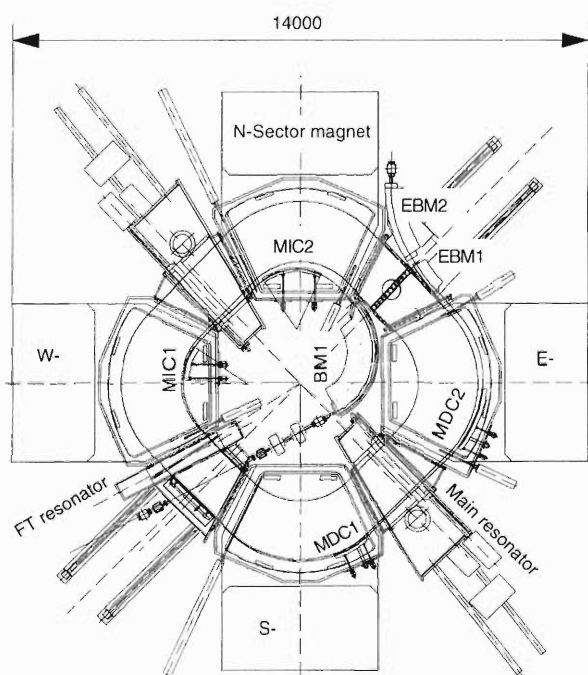 14000
N-Sector magnet
EBM2
MIC2
EBM1
W-
MIC1
BM1
E-
MDC2
FT resonator
MDC1
Main resonator
S-